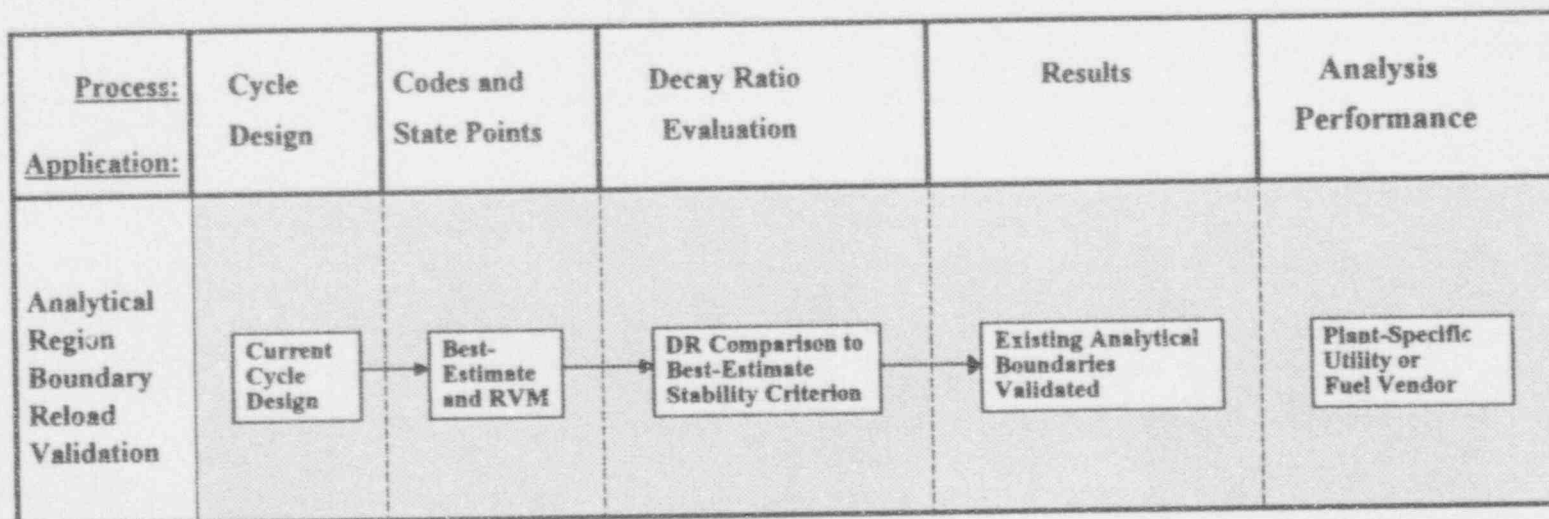 Process:
Application:
Cycle
Design
Codes and
State Points
Decay Ratio
Evaluation
Results
Analysis
Performance
Analytical
Region
Boundary
Reload
Validation
Current
Cycle
Design
Best-
Estimate
and RVM
DR Comparison to
Best-Estimate
Stability Criterion
Existing Analytical
Boundaries
Validated
Plant-Specific
Utility or
Fuel Vendor